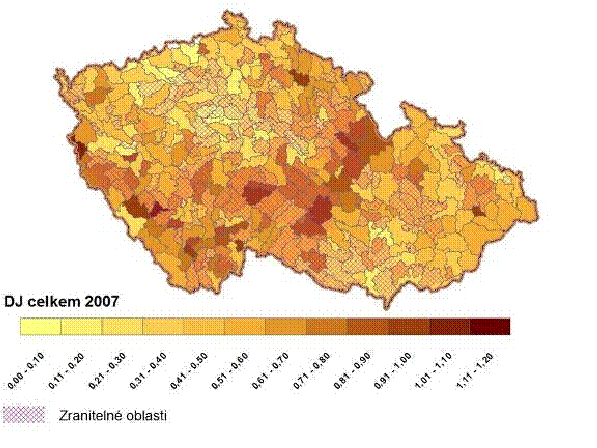 DJ celkem 2007
0,00 - 0,10
0,11 - 0,20
0,21 - 0,30
0,31 - 0,40
0,41 - 0,50
0,51 - 0,60
0,61 - 0,70
0,71 - 0,80
0,81 - 0,90
0,91 - 1,00
1,01 - 1,10
1,11 - 1,20
Zranitelné oblasti